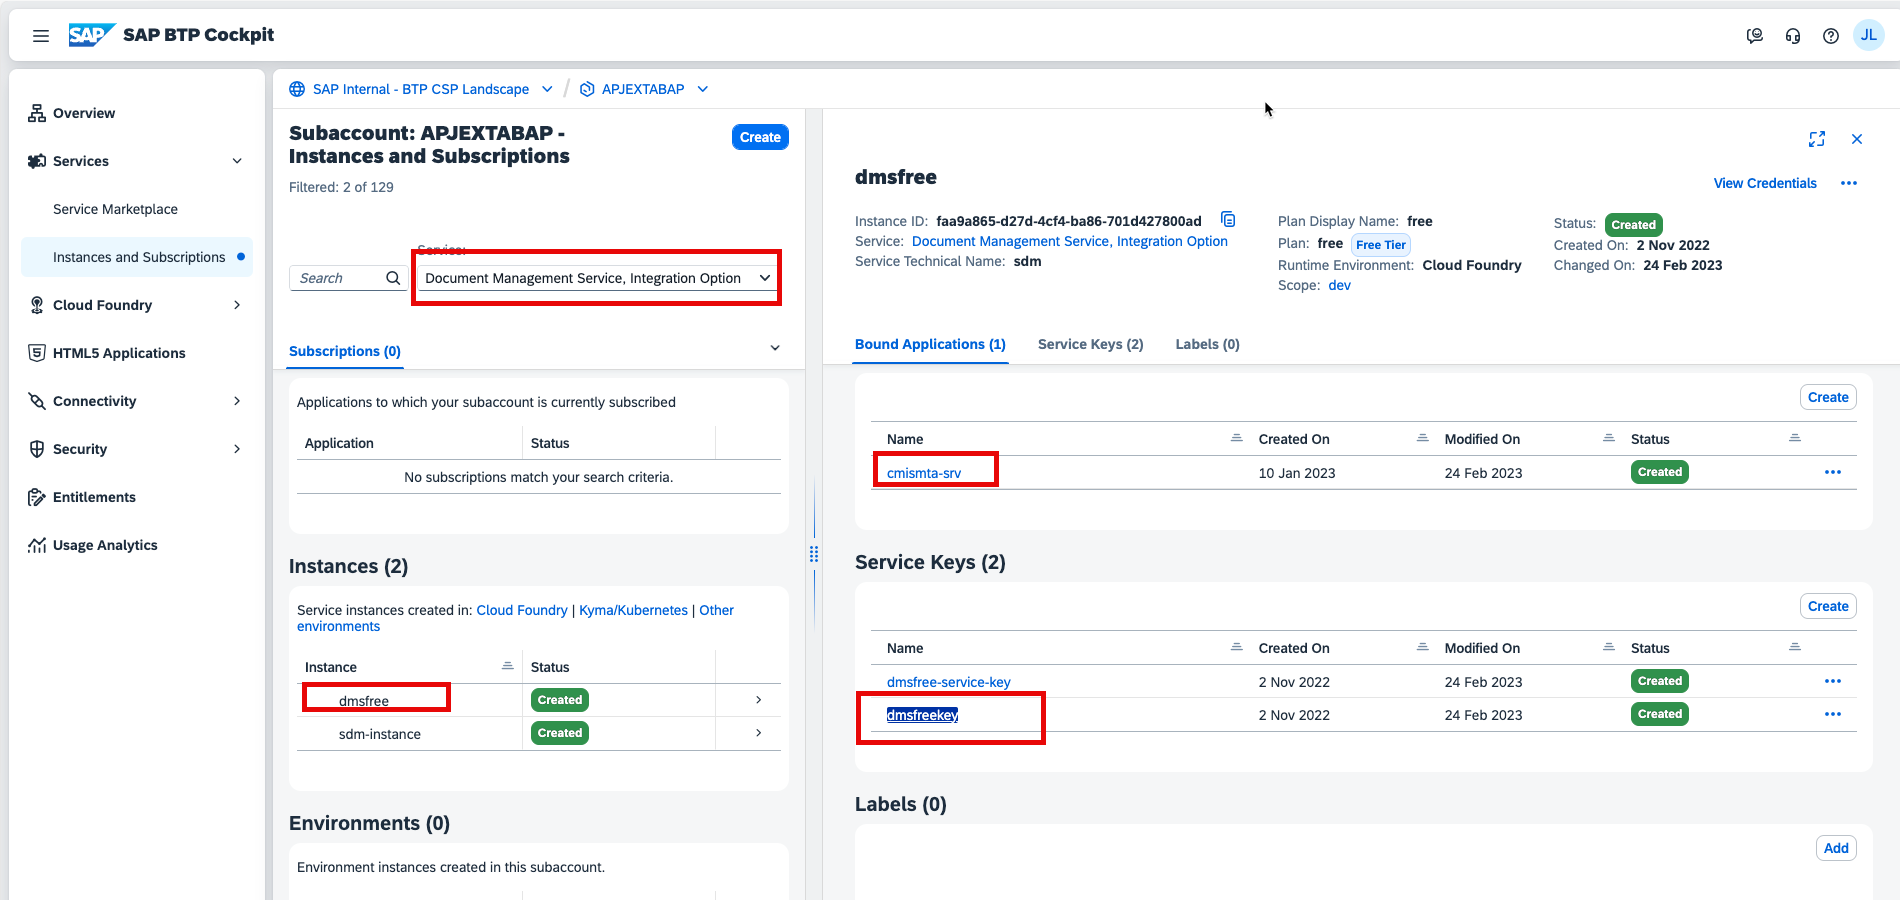 SAP SAP BTP Cockpit
JL
Overview
Services
Service Marketplace
Instances and Subscriptions
Cloud Foundry
HTML5 Applications
Connectivity
Security
Entitlements
Usage Analytics
SAP Internal - BTP CSP Landscape / APJEXTABAP
Subaccount: APJEXTABAP -
Instances and Subscriptions
Create
Filtered: 2 of 129
Service:
Search
Document Management Service, Integration Option
Subscriptions (0)
Applications to which your subaccount is currently subscribed
Application Status
No subscriptions match your search criteria.
Instances (2)
Service instances created in: Cloud Foundry | Kyma/Kubernetes | Other
environments
Instance Status
dmsfree Created
sdm-instance Created
Environments (0)
Environment instances created in this subaccount.
dmsfree
View Credentials
Instance ID: faa9a865-d27d-4cf4-ba86-701d427800ad
Service: Document Management Service, Integration Option
Service Technical Name: sdm
Plan Display Name: free
Plan: free Free Tier
Runtime Environment: Cloud Foundry
Scope: dev
Status: Created
Created On: 2 Nov 2022
Changed On: 24 Feb 2023
Bound Applications (1) Service Keys (2) Labels (0)
Create
Name Created On Modified On Status
cmismta-srv 10 Jan 2023 24 Feb 2023 Created
Service Keys (2)
Create
Name Created On Modified On Status
dmsfree-service-key 2 Nov 2022 24 Feb 2023 Created
dmsfreekey 2 Nov 2022 24 Feb 2023 Created
Labels (0)
Add